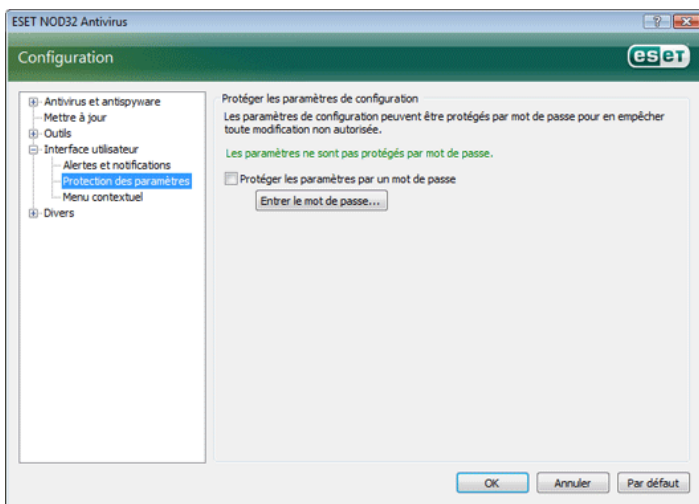 ESET NOD32 Antivirus
Configuration
eseT
Antivirus et antispyware
Mettre à jour
Outils
Interface utilisateur
Alertes et notifications
Protection des paramètres
Menu contextuel
Divers
Protéger les paramètres de configuration
Les paramètres de configuration peuvent être protégés par mot de passe pour en empêcher
toute modification non autorisée.
Les paramètres ne sont pas protégés par mot de passe.
Protéger les paramètres par un mot de passe
Entrer le mot de passe...
OK
Annuler
Par défaut